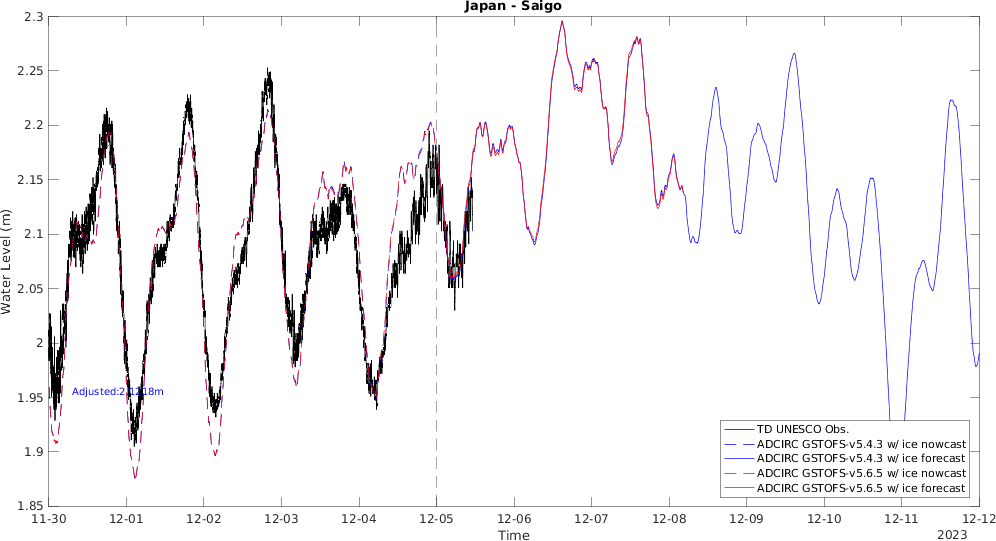 Japan - Saigo
2.3
2.25
2.2
2.15
2.1
2.05
2
1.95
1.9
1.85
Water Level (m)
Adjusted:2.1218m
TD UNESCO Obs.
ADCIRC GSTOFS-v5.4.3 w/ ice nowcast
ADCIRC GSTOFS-v5.4.3 w/ ice forecast
ADCIRC GSTOFS-v5.6.5 w/ ice nowcast
ADCIRC GSTOFS-v5.6.5 w/ ice forecast
11-30 12-01 12-02 12-03 12-04 12-05 12-06 12-07 12-08 12-09 12-10 12-11 12-12
Time
2023